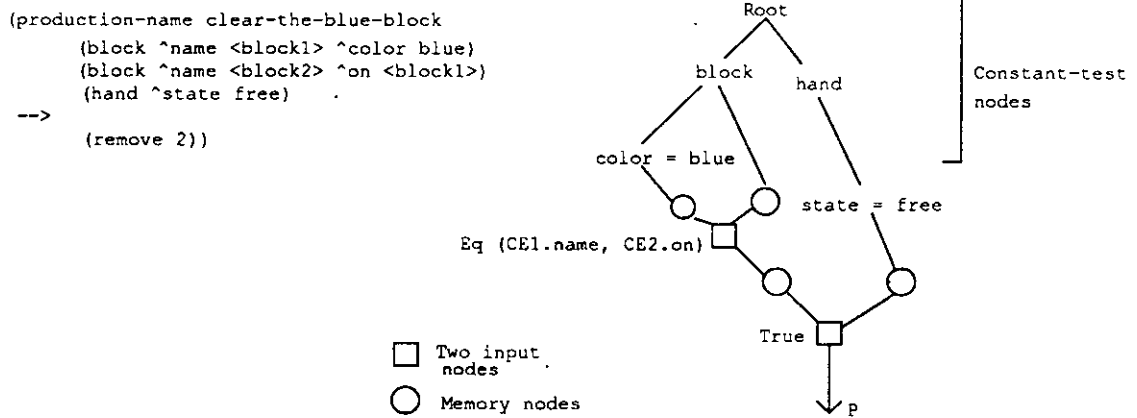 (production-name clear-the-blue-block
(block ^name <block1> ^color blue)
(block ^name <block2> ^on <block1>)
(hand ^state free)
-->
(remove 2))
Root
block
hand
Constant-test
nodes
color = blue
state = free
Eq (CE1.name, CE2.on)
True
P
Two input
nodes
Memory nodes